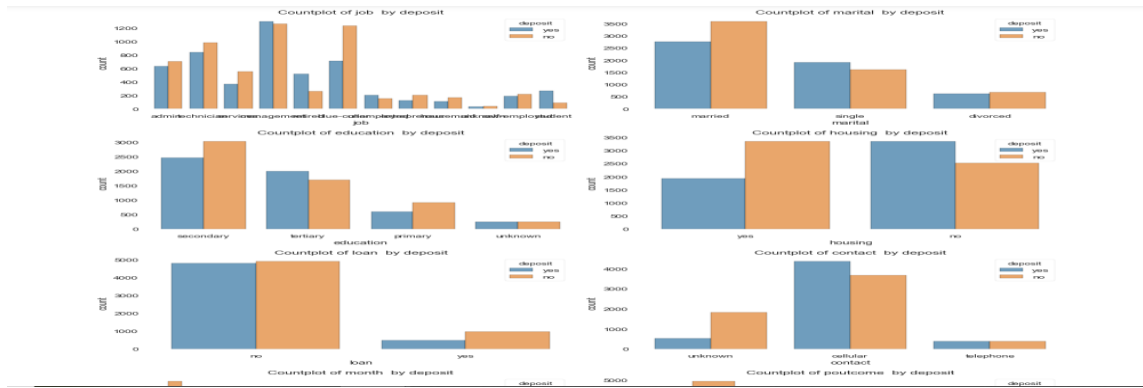 Countplot of job by deposit
deposit
yes
no
1200
1000
800
600
400
200
0
count
management
student
job
Countplot of marital by deposit
deposit
yes
no
3500
3000
2500
2000
1500
1000
500
0
count
married single divorced
marital
Countplot of education by deposit
deposit
yes
no
3000
2500
2000
1500
1000
500
0
count
secondary tertiary primary unknown
education
Countplot of housing by deposit
deposit
yes
no
3500
3000
2500
2000
1500
1000
500
0
count
yes no
housing
Countplot of loan by deposit
deposit
yes
no
5000
4000
3000
2000
1000
0
count
no yes
loan
Countplot of contact by deposit
deposit
yes
no
4000
3000
2000
1000
0
count
unknown cellular telephone
contact
Countplot of month by deposit
deposit
Countplot of poutcome by deposit
5000
deposit